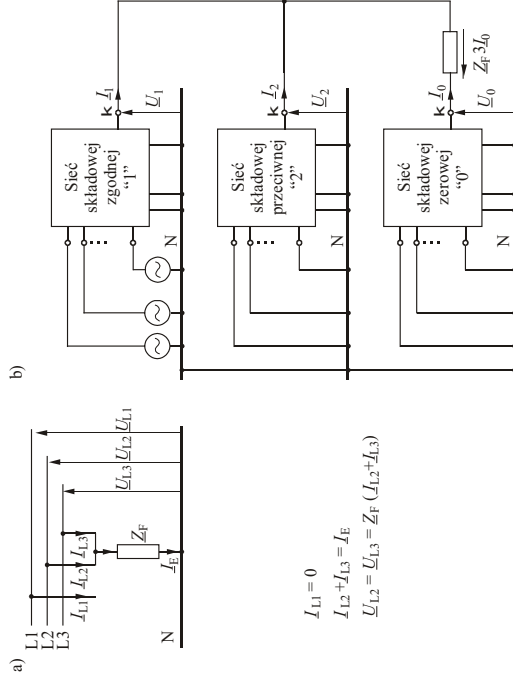 a)
L1
L2
L3
I_L1
I_L2
I_L3
U_L3 U_L2 U_L1
Z_F
I_E
N
I_L1 = 0
I_L2+I_L3 = I_E
U_L2 = U_L3 = Z_F (I_L2+I_L3)
b)
Sieć
składowej
zgodnej
“1”
k
I_1
U_1
N
Sieć
składowej
przeciwnej
“2”
k
I_2
U_2
N
Sieć
składowej
zerowej
“0”
k
I_0
U_0
N
Z_F 3I_0